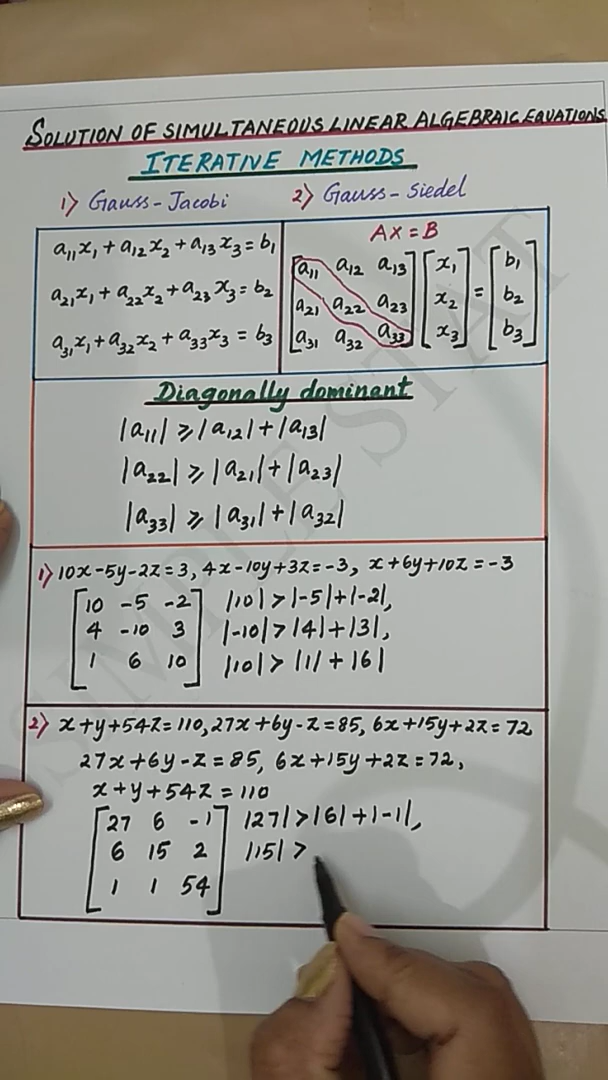 SOLUTION OF SIMULTANEOUS LINEAR ALGEBRAIC EQUATIONS
ITERATIVE METHODS
1) Gauss-Jacobi 2) Gauss-Siedel
a₁₁x₁ + a₁₂x₂ + a₁₃x₃ = b₁
a₂₁x₁ + a₂₂x₂ + a₂₃x₃ = b₂
a₃₁x₁ + a₃₂x₂ + a₃₃x₃ = b₃
AX = B
[a₁₁ a₁₂ a₁₃] [x₁] = [b₁]
[a₂₁ a₂₂ a₂₃] [x₂] = [b₂]
[a₃₁ a₃₂ a₃₃] [x₃] = [b₃]
Diagonally dominant
|a₁₁| ⩾ |a₁₂| + |a₁₃|
|a₂₂| ⩾ |a₂₁| + |a₂₃|
|a₃₃| ⩾ |a₃₁| + |a₃₂|
1) 10x-5y-2z=3, 4x-10y+3z=-3, x+6y+10z=-3
[10 -5 -2] |10| > |-5| + |-2|,
[4 -10 3] |-10| > |4| + |3|,
[1 6 10] |10| > |1| + |6|
2) x+y+54z=110, 27x+6y-z=85, 6x+15y+2z=72
27x+6y-z=85, 6x+15y+2z=72,
x+y+54z=110
[27 6 -1] |27| > |6| + |-1|,
[6 15 2] |15| >
[1 1 54]
SIMPLE STAT